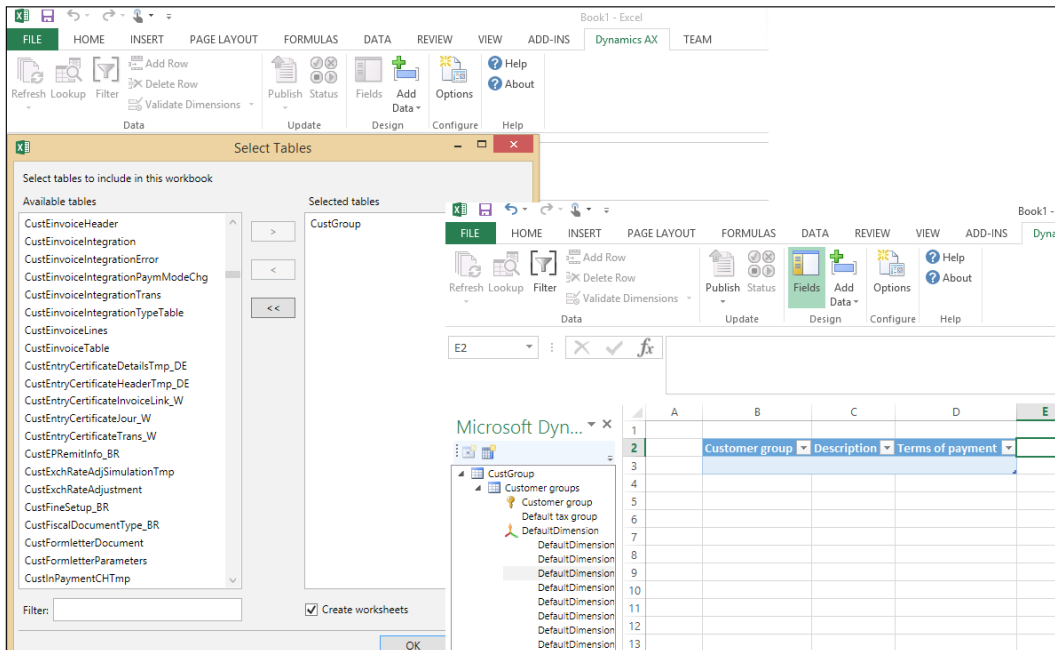 Book1 - Excel
FILE HOME INSERT PAGE LAYOUT FORMULAS DATA REVIEW VIEW ADD-INS Dynamics AX TEAM
Refresh Lookup Filter
Add Row
Delete Row
Validate Dimensions
Publish Status
Fields Add Data
Options
Help
About
Data Update Design Configure Help
Select Tables
Select tables to include in this workbook
Available tables
CustEinvoiceHeader
CustEinvoiceIntegration
CustEinvoiceIntegrationError
CustEinvoiceIntegrationPaymModeChg
CustEinvoiceIntegrationTrans
CustEinvoiceIntegrationTypeTable
CustEinvoiceLines
CustEinvoiceTable
CustEntryCertificateDetailsTmp_DE
CustEntryCertificateHeaderTmp_DE
CustEntryCertificateInvoiceLink_W
CustEntryCertificateJour_W
CustEntryCertificateTrans_W
CustEPRemitInfo_BR
CustExchRateAdjSimulationTmp
CustExchRateAdjustment
CustFineSetup_BR
CustFiscalDocumentType_BR
CustFormletterDocument
CustFormletterParameters
CustInPaymentCHTmp
Filter:
>
<
<<
Selected tables
CustGroup
Create worksheets
OK
Book1 -
FILE HOME INSERT PAGE LAYOUT FORMULAS DATA REVIEW VIEW ADD-INS Dyna
Refresh Lookup Filter
Add Row
Delete Row
Validate Dimensions
Publish Status
Fields Add Data
Options
Help
About
Data Update Design Configure Help
E2
fx
Microsoft Dyn...
CustGroup
Customer groups
Customer group
Default tax group
DefaultDimension
DefaultDimension
DefaultDimension
DefaultDimension
DefaultDimension
DefaultDimension
DefaultDimension
DefaultDimension
DefaultDimension
A B C D E
1
2 Customer group Description Terms of payment
3
4
5
6
7
8
9
10
11
12
13